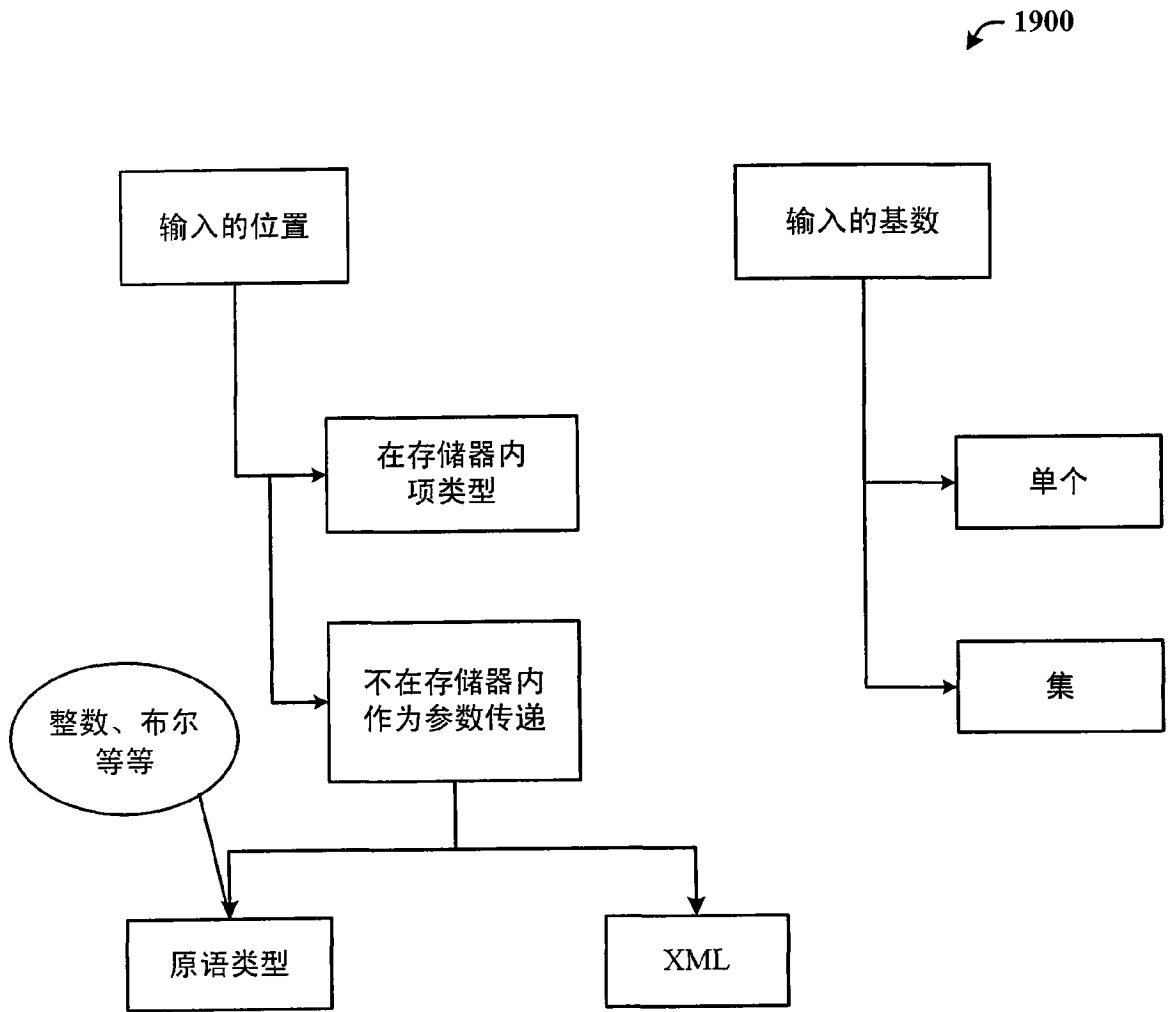 1900
输入的位置
输入的基数
在存储器内
项类型
单个
不在存储器内
作为参数传递
集
整数、布尔
等等
原语类型
XML